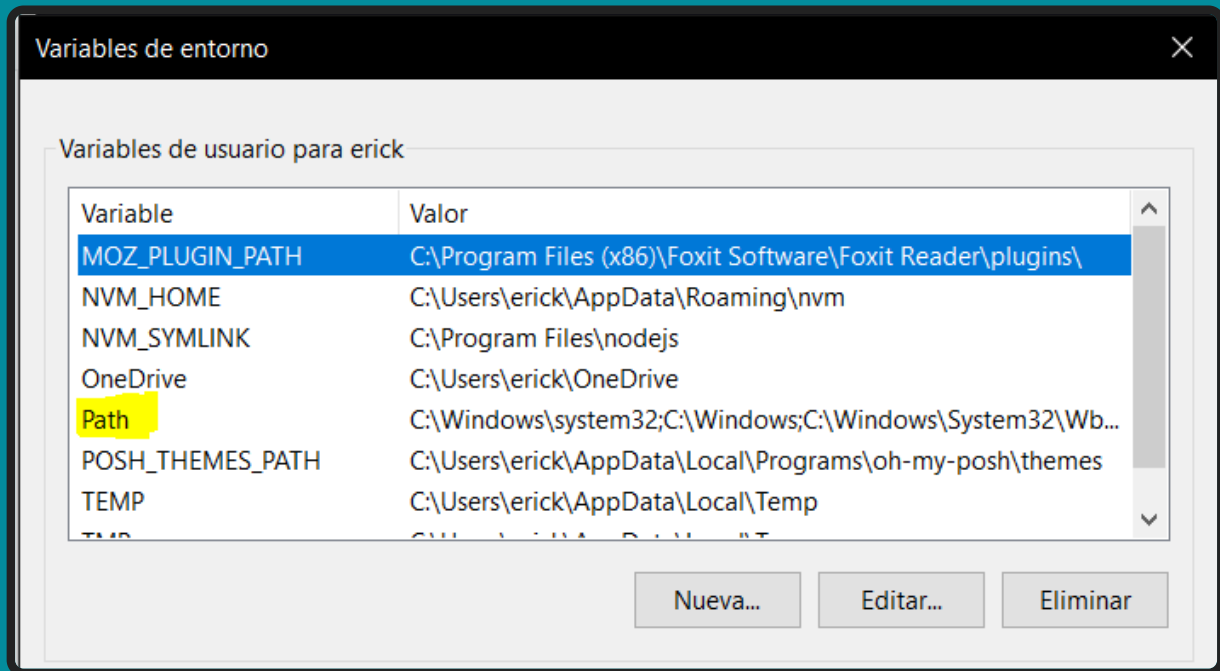 Variables de entorno
Variables de usuario para erick
Variable Valor
MOZ_PLUGIN_PATH C:\Program Files (x86)\Foxit Software\Foxit Reader\plugins\
NVM_HOME C:\Users\erick\AppData\Roaming\nvm
NVM_SYMLINK C:\Program Files\nodejs
OneDrive C:\Users\erick\OneDrive
Path C:\Windows\system32;C:\Windows;C:\Windows\System32\Wb...
POSH_THEMES_PATH C:\Users\erick\AppData\Local\Programs\oh-my-posh\themes
TEMP C:\Users\erick\AppData\Local\Temp
Nueva... Editar... Eliminar